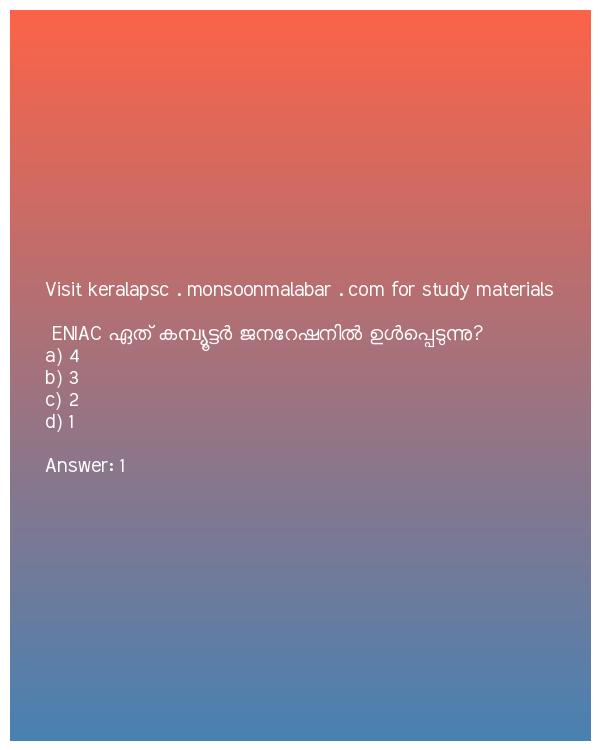 Visit keralapsc . monsoonmalabar . com for study materials
ENIAC ഏത് കമ്പ്യൂട്ടർ ജനറേഷനിൽ ഉൾപ്പെടുന്നു?
a) 4
b) 3
c) 2
d) 1
Answer: 1